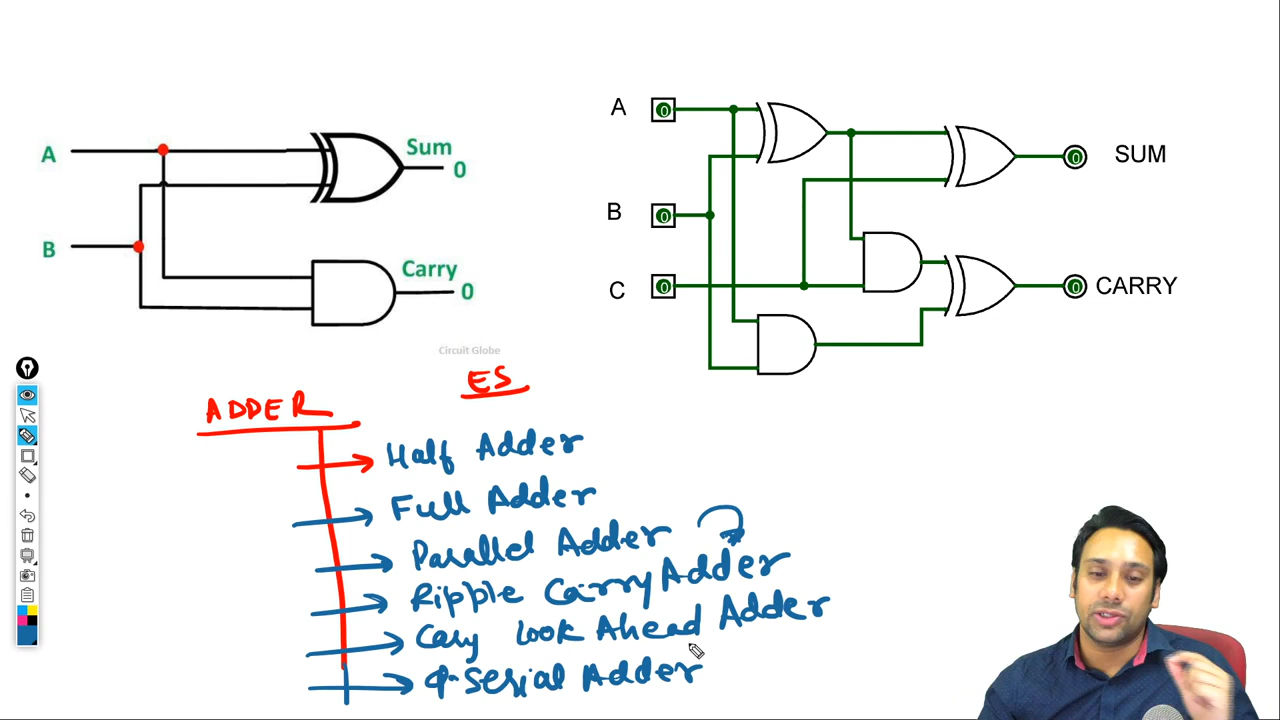 A
Sum
0
B
Carry
0
Circuit Globe
A
0
SUM
B
0
C
0
CARRY
0
0
ES
ADDER
Half Adder
Full Adder
Parallel Adder
Ripple Carry Adder
Look Ahead Adder
Serial Adder